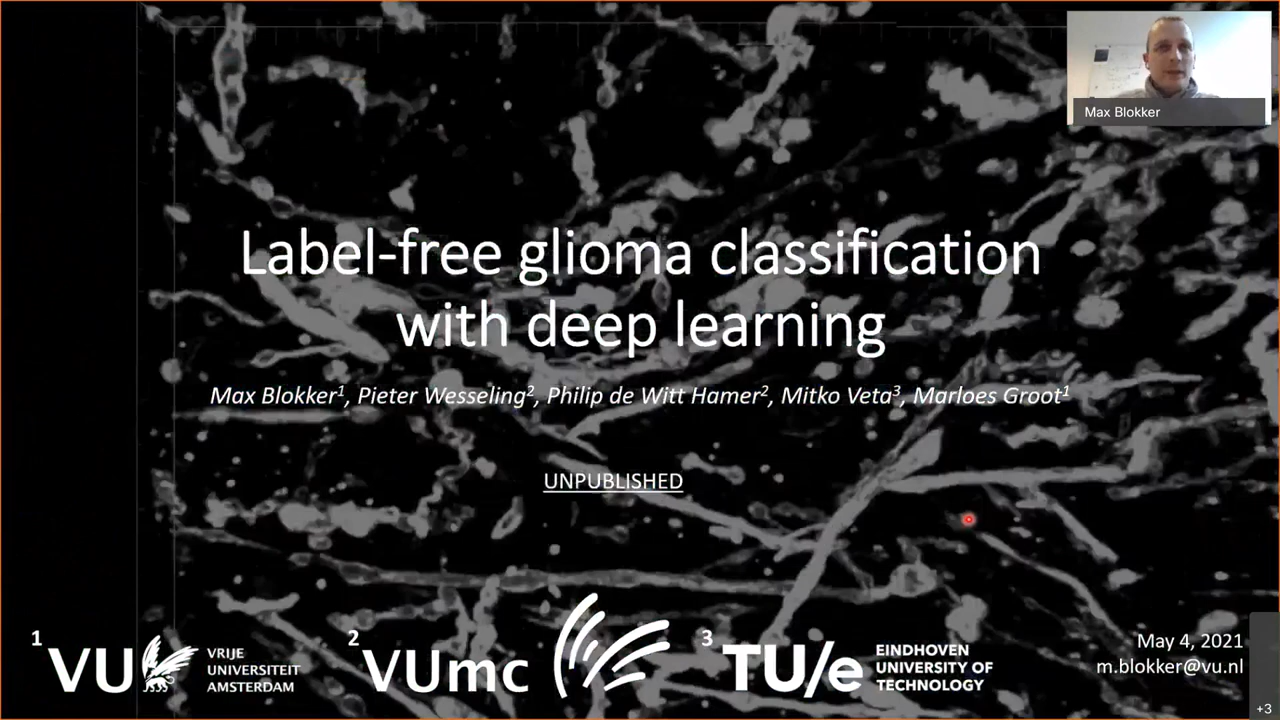 Max Blokker
Label-free glioma classification
with deep learning
Max Blokker¹, Pieter Wesseling², Philip de Witt Hamer², Mitko Veta³, Marloes Groot¹
UNPUBLISHED
1 VU VRIJE
UNIVERSITEIT
AMSTERDAM
2 VUmc
3 TU/e EINDHOVEN
UNIVERSITY OF
TECHNOLOGY
May 4, 2021
m.blokker@vu.nl
+3